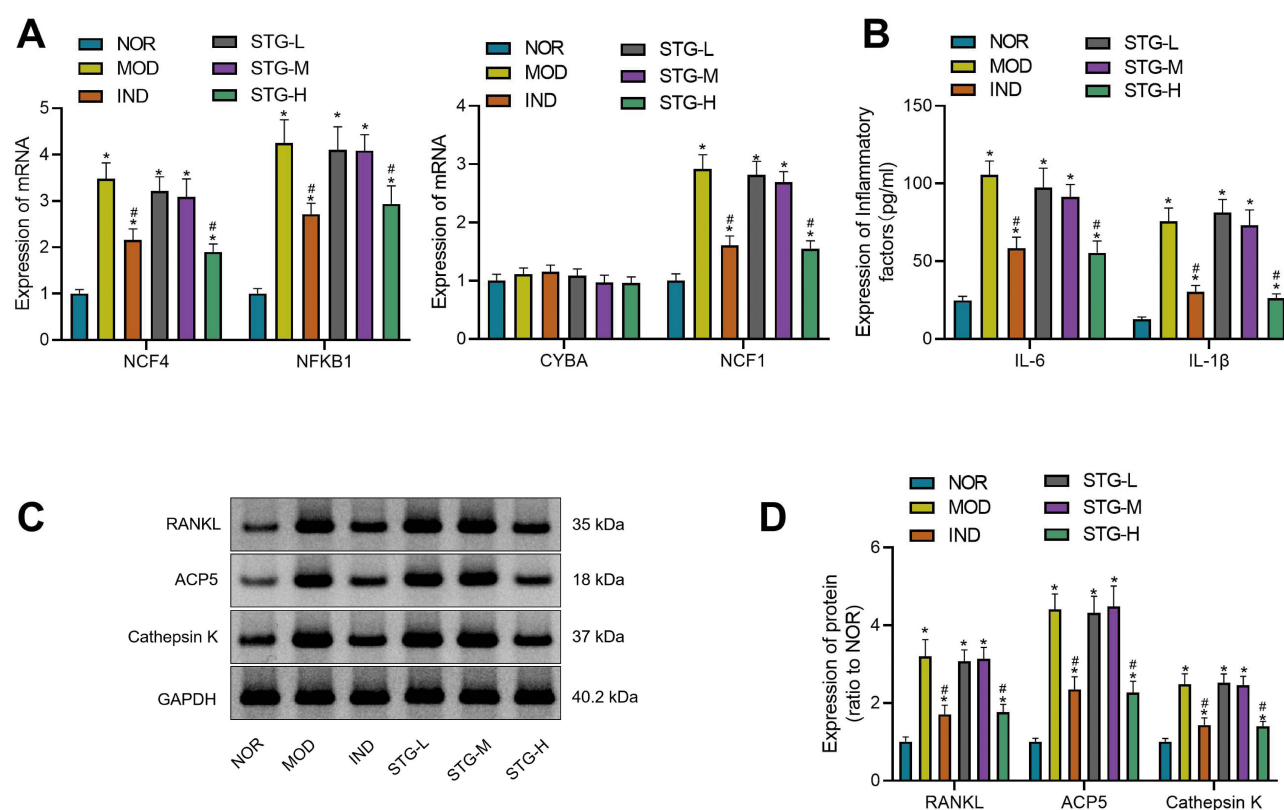 A
NOR
MOD
IND
STG-L
STG-M
STG-H
Expression of mRNA
5
4
3
2
1
0
* #* * * #*
* #* * * #*
NCF4 NFKB1
NOR
MOD
IND
STG-L
STG-M
STG-H
Expression of mRNA
4
3
2
1
0
* #* * * #*
CYBA NCF1
B
NOR
MOD
IND
STG-L
STG-M
STG-H
Expression of Inflammatory
factors(pg/ml)
150
100
50
0
* #* * * #*
* #* * * #*
IL-6 IL-1β
C
RANKL 35 kDa
ACP5 18 kDa
Cathepsin K 37 kDa
GAPDH 40.2 kDa
NOR MOD IND STG-L STG-M STG-H
D
NOR
MOD
IND
STG-L
STG-M
STG-H
Expression of protein
(ratio to NOR)
6
4
2
0
* #* * * #*
* #* * * #*
* #* * * #*
RANKL ACP5 Cathepsin K